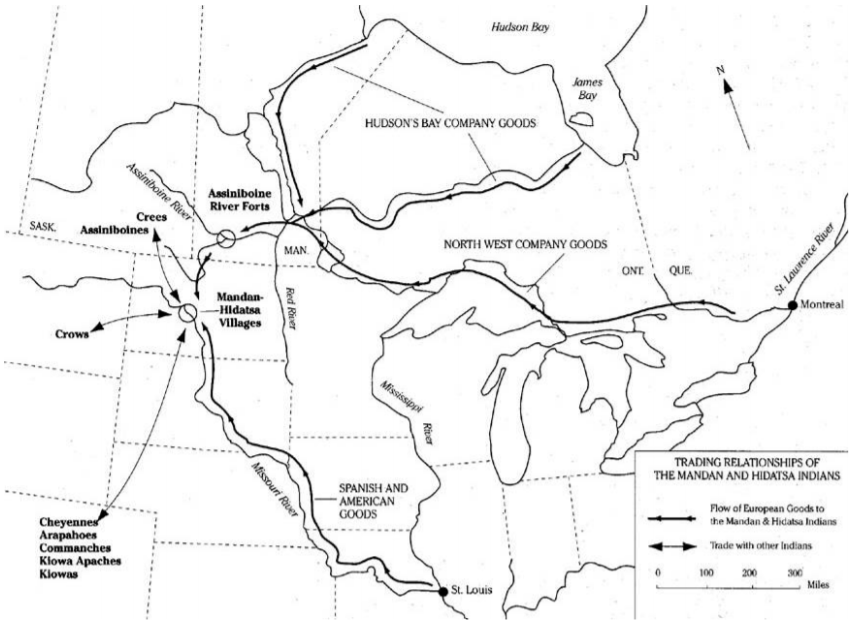 Hudson Bay
James
Bay
N
HUDSON'S BAY COMPANY GOODS
Assiniboine River
Assiniboine
River Forts
SASK.
Crees
Assiniboines
MAN.
NORTH WEST COMPANY GOODS
ONT.
QUE.
St. Lawrence River
Montreal
Mandan-
Hidatsa
Villages
Red River
Crows
Mississippi
River
Missouri River
SPANISH AND
AMERICAN
GOODS
Cheyennes
Arapahoes
Commanches
Kiowa Apaches
Kiowas
St. Louis
TRADING RELATIONSHIPS OF
THE MANDAN AND HIDATSA INDIANS
Flow of European Goods to
the Mandan & Hidatsa Indians
Trade with other Indians
0 100 200 300
Miles